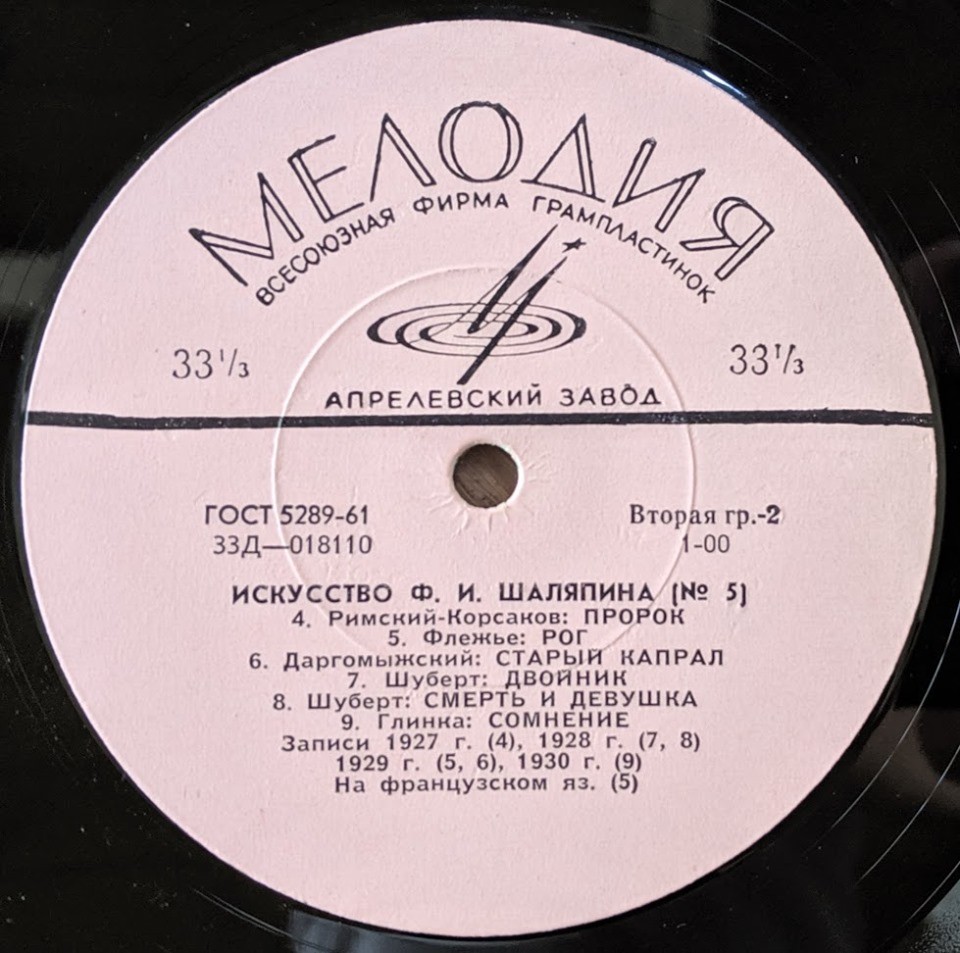 МЕЛОДИЯ
ВСЕСОЮЗНАЯ ФИРМА ГРАМПЛАСТИНОК
33⅓ 33⅓
АПРЕЛЕВСКИЙ ЗАВОД
ГОСТ 5289-61 Вторая гр.-2
33Д—018110 1-00
ИСКУССТВО Ф. И. ШАЛЯПИНА (№ 5)
4. Римский-Корсаков: ПРОРОК
5. Флежье: РОГ
6. Даргомыжский: СТАРЫЙ КАПРАЛ
7. Шуберт: ДВОЙНИК
8. Шуберт: СМЕРТЬ И ДЕВУШКА
9. Глинка: СОМНЕНИЕ
Записи 1927 г. (4), 1928 г. (7, 8)
1929 г. (5, 6), 1930 г. (9)
На французском яз. (5)